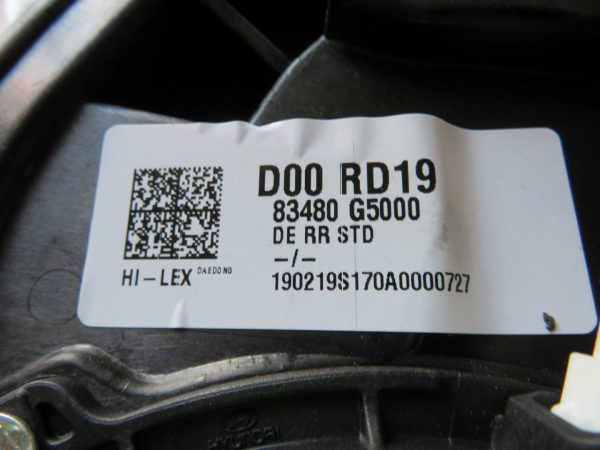 D00 RD19
83480 G5000
DE RR STD
-/-
HI-LEX DAEDONG
190219S170A0000727
HYUNDAI